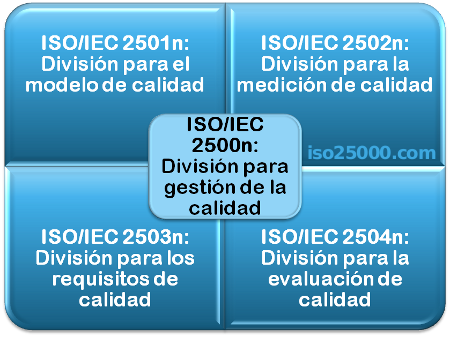 ISO/IEC 2501n:
División para el
modelo de calidad
ISO/IEC 2502n:
División para la
medición de calidad
ISO/IEC
2500n:
División para
gestión de la
calidad
iso25000.com
ISO/IEC 2503n:
División para los
requisitos de
calidad
ISO/IEC 2504n:
División para la
evaluación de
calidad